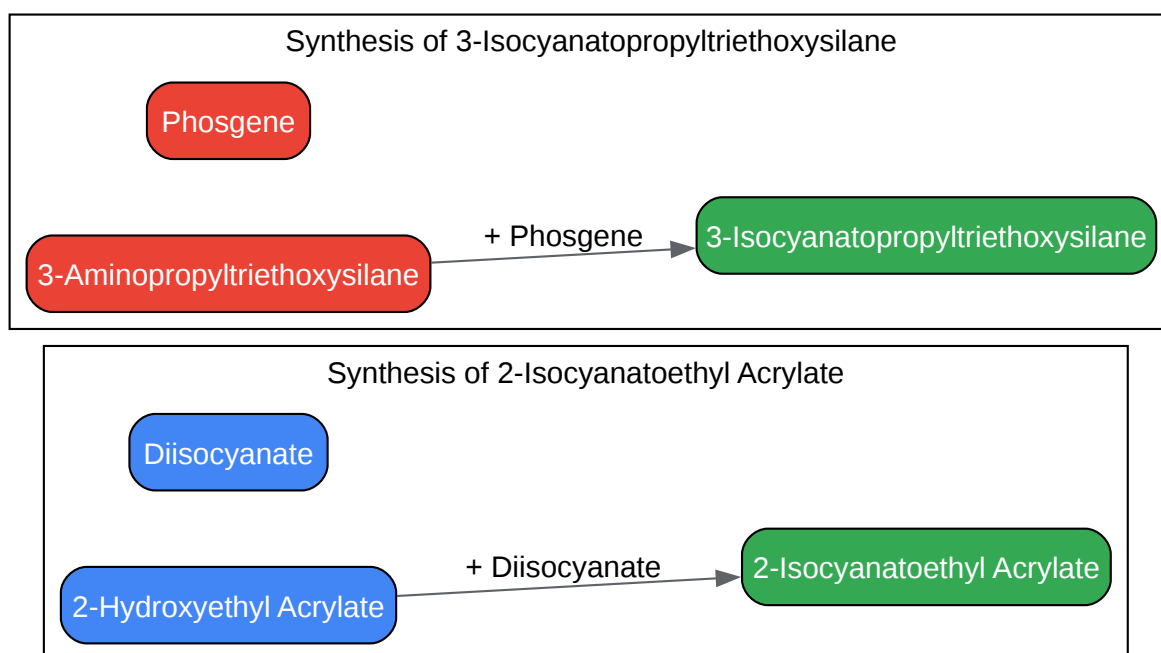 Synthesis of 3-Isocyanatopropyltriethoxysilane
Phosgene
3-Aminopropyltriethoxysilane
+ Phosgene
3-Isocyanatopropyltriethoxysilane
Synthesis of 2-Isocyanatoethyl Acrylate
Diisocyanate
2-Hydroxyethyl Acrylate
+ Diisocyanate
2-Isocyanatoethyl Acrylate